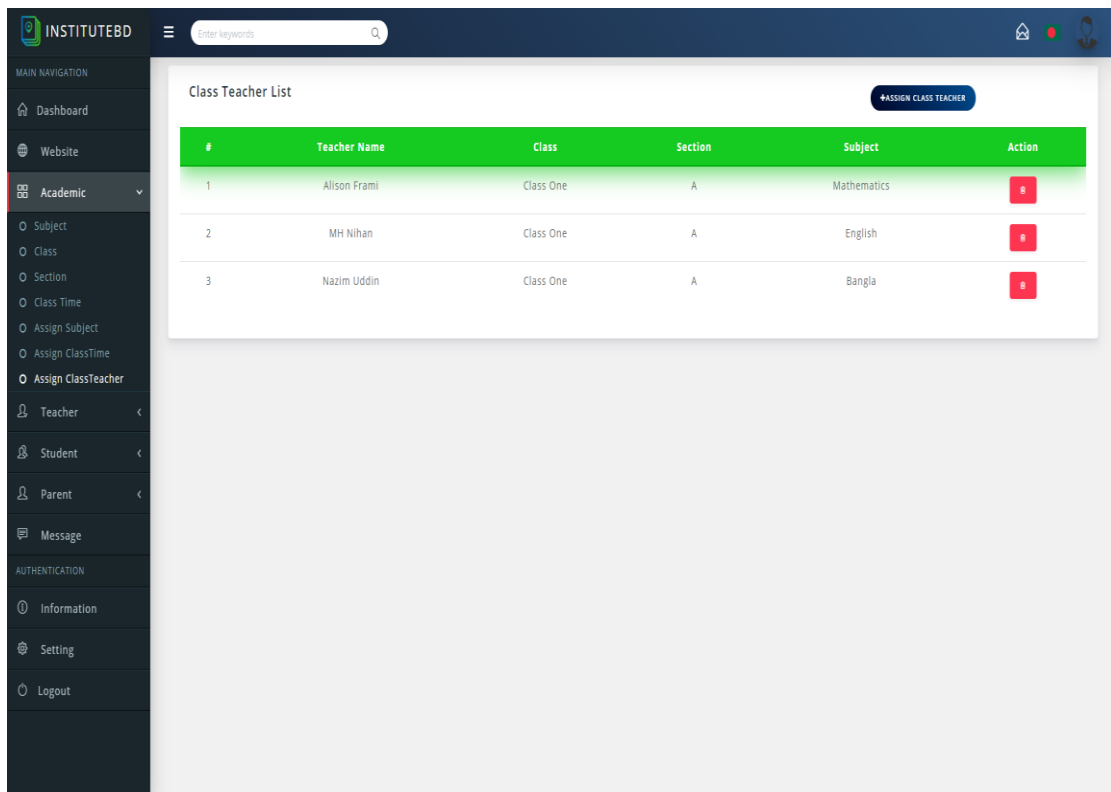 INSTITUTEBD
Enter keywords
MAIN NAVIGATION
Dashboard
Website
Academic
Subject
Class
Section
Class Time
Assign Subject
Assign ClassTime
Assign ClassTeacher
Teacher
Student
Parent
Message
AUTHENTICATION
Information
Setting
Logout
Class Teacher List
+ASSIGN CLASS TEACHER
# Teacher Name Class Section Subject Action
1 Alison Frami Class One A Mathematics
2 MH Nihan Class One A English
3 Nazim Uddin Class One A Bangla